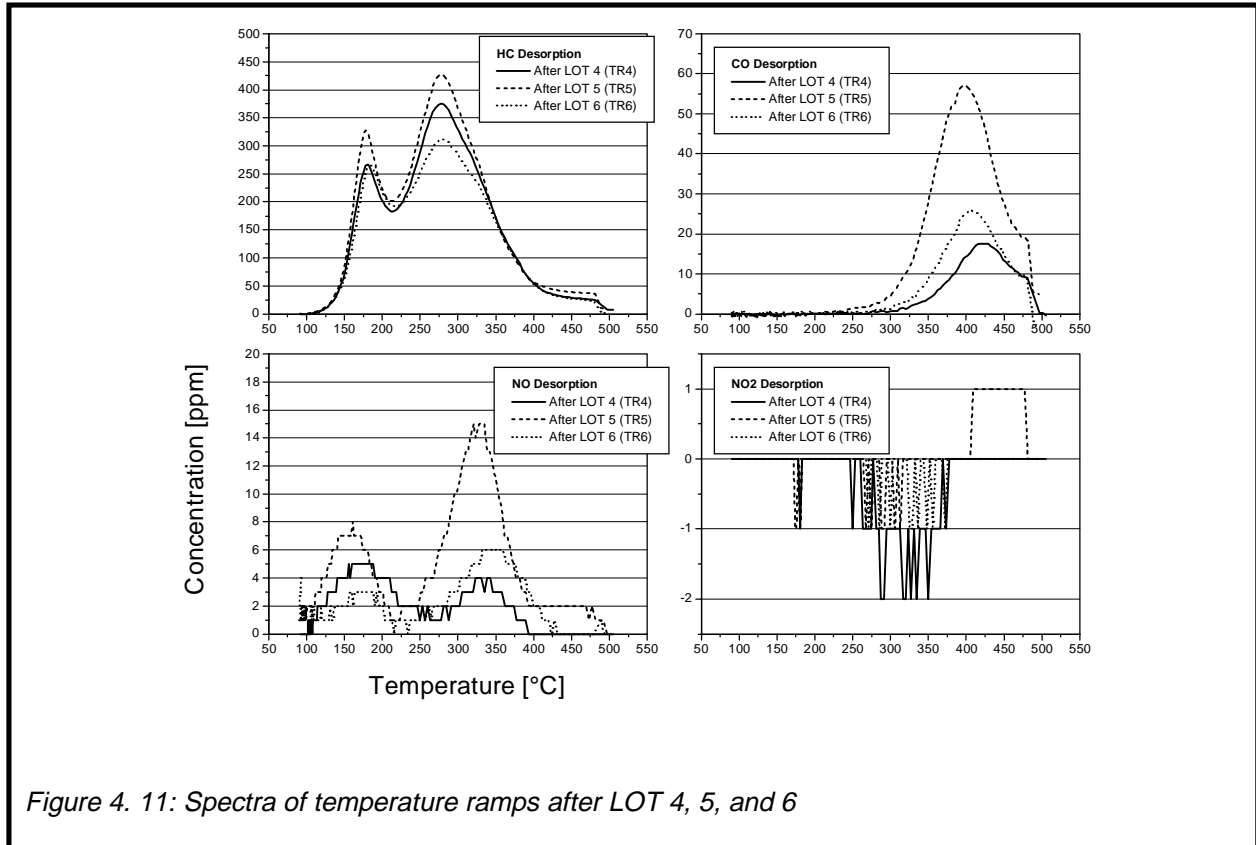 HC Desorption
After LOT 4 (TR4)
After LOT 5 (TR5)
After LOT 6 (TR6)
500
450
400
350
300
250
200
150
100
50
0
50 100 150 200 250 300 350 400 450 500 550
CO Desorption
After LOT 4 (TR4)
After LOT 5 (TR5)
After LOT 6 (TR6)
70
60
50
40
30
20
10
0
50 100 150 200 250 300 350 400 450 500 550
Concentration [ppm]
NO Desorption
After LOT 4 (TR4)
After LOT 5 (TR5)
After LOT 6 (TR6)
20
18
16
14
12
10
8
6
4
2
0
50 100 150 200 250 300 350 400 450 500 550
NO2 Desorption
After LOT 4 (TR4)
After LOT 5 (TR5)
After LOT 6 (TR6)
1
0
-1
-2
50 100 150 200 250 300 350 400 450 500 550
Temperature [°C]
Figure 4. 11: Spectra of temperature ramps after LOT 4, 5, and 6